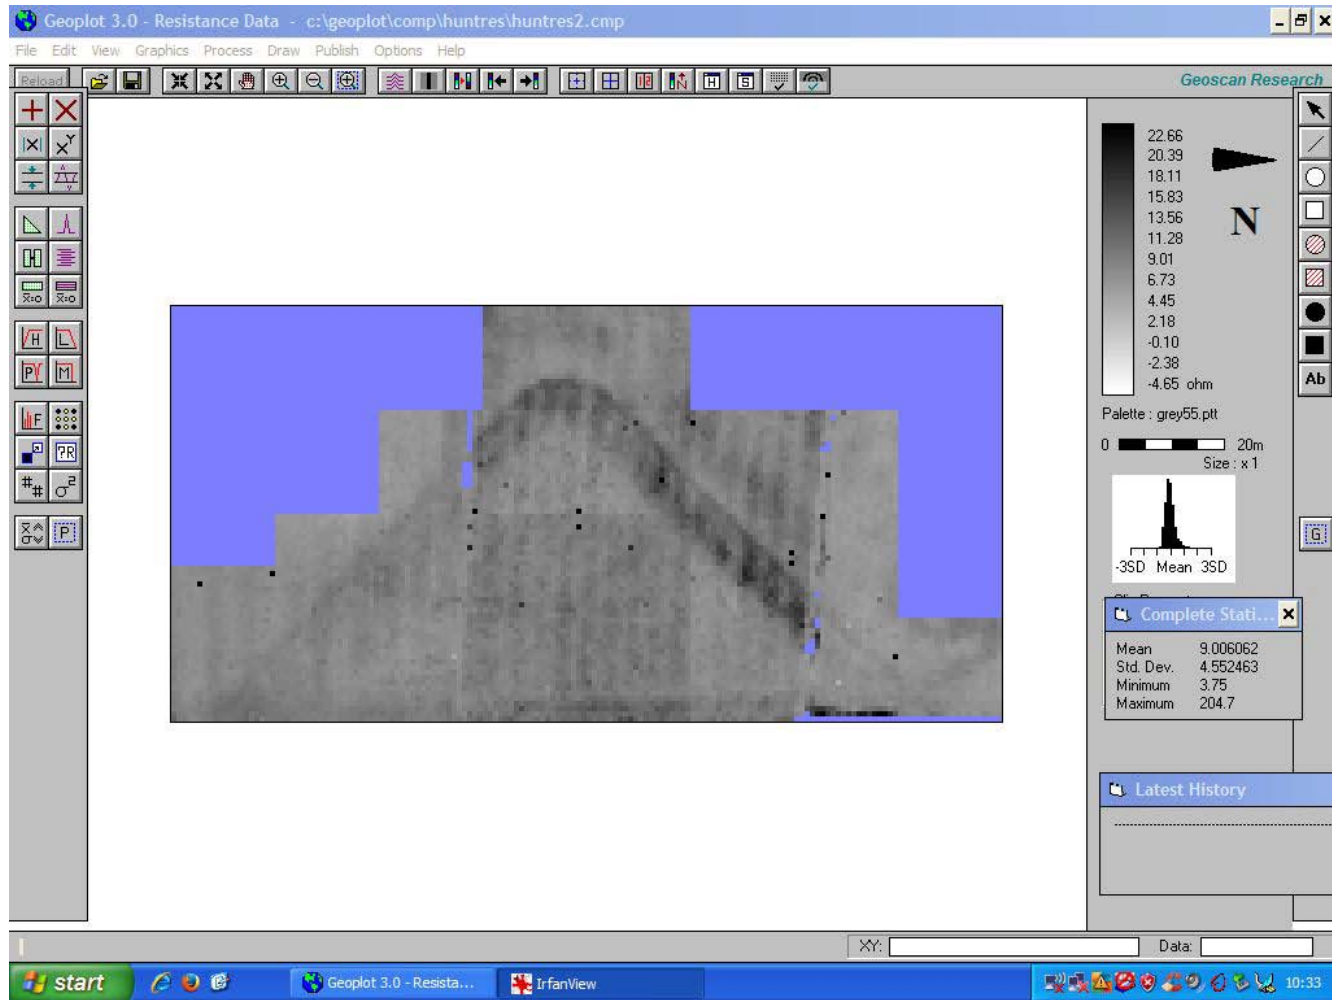 Geoplot 3.0 - Resistance Data - c:\geoplot\comp\huntres\huntres2.cmp
File Edit View Graphics Process Draw Publish Options Help
Reload
Geoscan Research
22.66
20.39
18.11
15.83
13.56
11.28
9.01
6.73
4.45
2.18
-0.10
-2.38
-4.65 ohm
N
Palette : grey55.ptt
0 20m
Size : x 1
-3SD Mean 3SD
Complete Stati...
Mean 9.006062
Std. Dev. 4.552463
Minimum 3.75
Maximum 204.7
Latest History
Ab
G
|X| X^Y
x̄=0 x̄=0
H L
P M
F
?R
## σ²
P
H S
XY: Data:
start Geoplot 3.0 - Resista... IrfanView 10:33